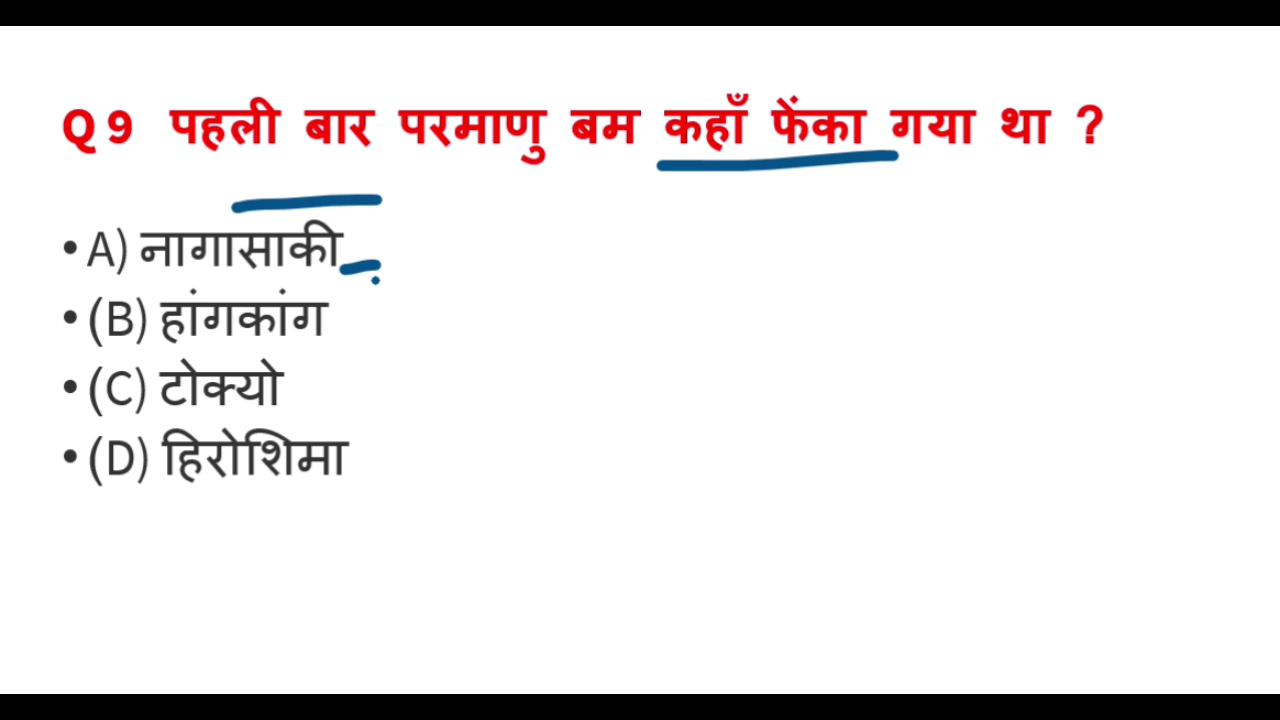 Q 9 पहली बार परमाणु बम कहाँ फेंका गया था ?
• A) नागासाकी
• (B) हांगकांग
• (C) टोक्यो
• (D) हिरोशिमा